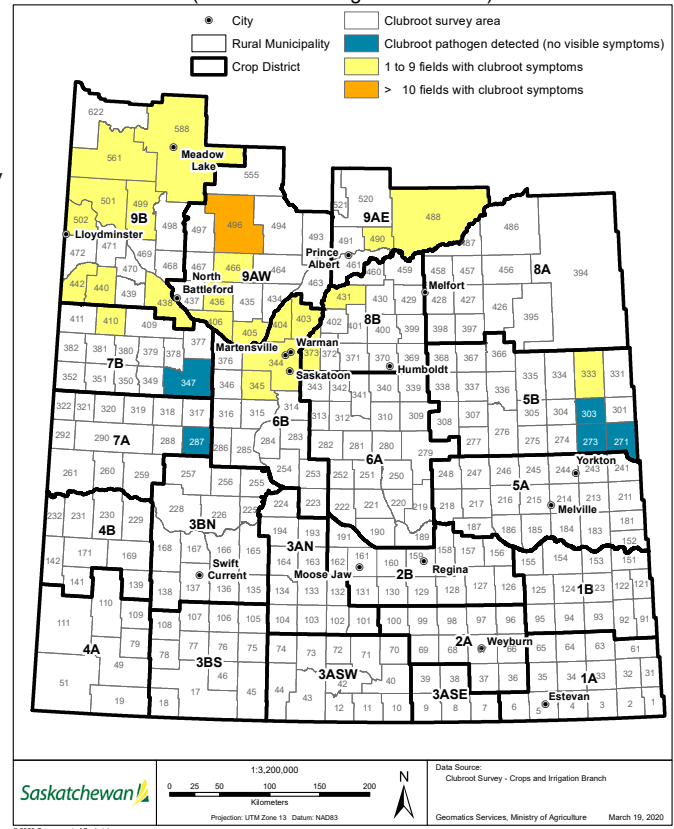 City
Rural Municipality
Crop District
Clubroot survey area
Clubroot pathogen detected (no visible symptoms)
1 to 9 fields with clubroot symptoms
> 10 fields with clubroot symptoms
622
588
561
Meadow
Lake
555
501 499
502 9B 498 497 496 494 493
Lloydminster
521 520
9AE
488
491 490
487
486
472 471 469 468 467 466 464 463
470
442 440 439 438 437 436 435 434
North
Battleford
9AW
Prince
Albert
461 460 459 458 457 456
8A
394
Melfort
411 410 409 406 405 404 403 402 431 430 429 428 427 426 395
8B
401 400 399 398 397
377
382 381 380 379 378 376
Martensville
Warman
344
Saskatoon
373 372 371 370 369 368 367 366
Humboldt
7B
352 351 350 349 347 346 345
343 342 341 340 339 338 337 336 335 334 333 331
5B
322 321 320 319 318 317 316 315 314
6B
313 312 310 309 308 307 305 304 303 301
292 290 288 287 286 285 284 283
7A
282 281 280 279 278 277 276 275 274 273 271
6A
261 260 259 257 256 255 254 253 252 251 250 248 247 246 245 244 243 241
5A
Yorkton
232 231 230 229 228 226 225 224 223 222 221 220 219 218 217 216 215 214 213 211
4B
3BN
Melville
194 193 191 190 189 187 186 185 184 183 181
3AN
171 169 168 167 166 165 164 163 162 161 160 159 158 157 156 155 154 153 152 151
Swift
Current
Moose Jaw
2B
Regina
1B
142 141 139 138 137 136 135 134 133 132 131 130 129 128 127 126 125 124 123 122 121
111 110 109 108 107 106 105 104 103 102 101 100 99 98 97 96 95 94 93 92 91
4A
79 78 77 76 75 74 73 72 71 70 69 68 66 65 64 63 61
2A
Weyburn
3BS
3ASW
3ASE
1A
51 49 46 45 44 43 42 40 39 38 37 36 35 34 33 32 31
Estevan
19 18 17 12 11 10 9 8 7 6 5 4 3 2 1
Saskatchewan
1:3,200,000
0 25 50 100 150 200
Kilometers
Projection: UTM Zone 13 Datum: NAD83
N
Data Source:
Clubroot Survey - Crops and Irrigation Branch
Geomatics Services, Ministry of Agriculture March 19, 2020